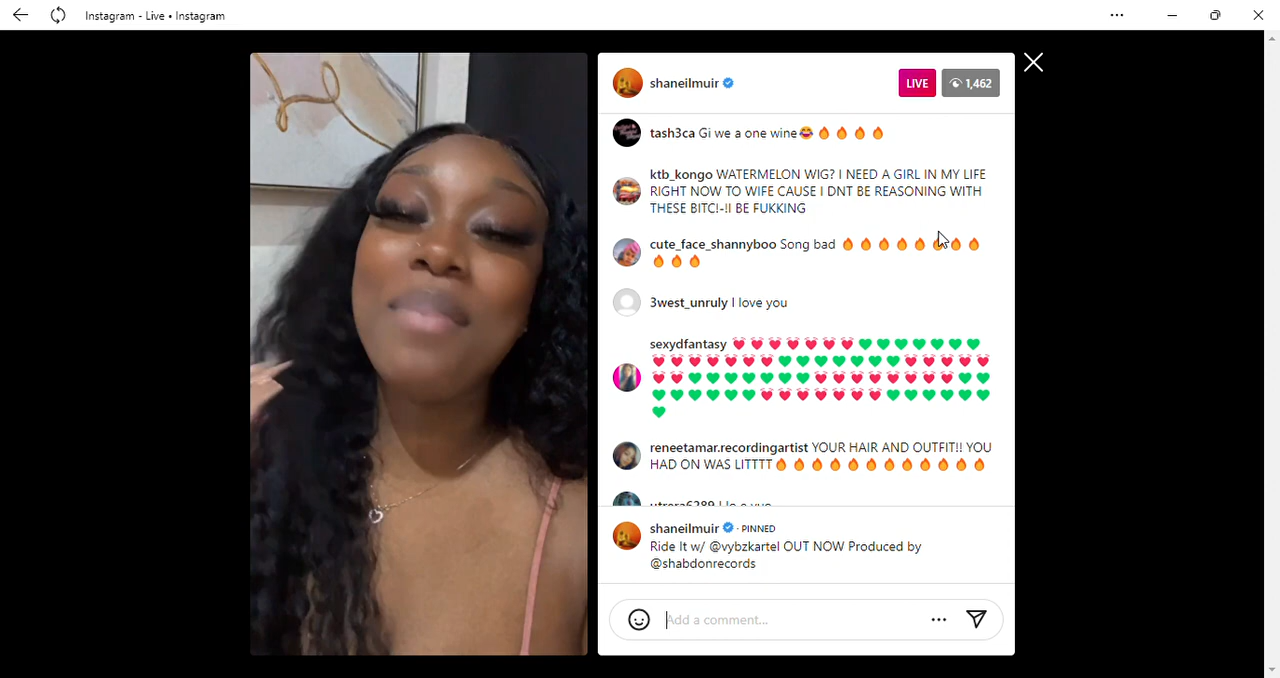 Instagram - Live • Instagram
shaneilmuir
LIVE
1,462
tash3ca Gi we a one wine😂🔥🔥🔥🔥
ktb_kongo WATERMELON WIG? I NEED A GIRL IN MY LIFE
RIGHT NOW TO WIFE CAUSE I DNT BE REASONING WITH
THESE BITC!-!I BE FUKKING
cute_face_shannyboo Song bad 🔥🔥🔥🔥🔥🔥🔥🔥
🔥🔥🔥
3west_unruly I love you
sexydfantasy 💓💓💓💓💓💓💓💚💚💚💚💚💚💚
💓💓💓💓💓💓💓💚💚💚💚💚💚💚💓💓💓💓💓
💓💓💚💚💚💚💚💚💚💓💓💓💓💓💓💓💓💚💚
💚💚💚💚💚💚💓💓💓💓💓💓💓💚💚💚💚💚💚
💚
reneetamar.recordingartist YOUR HAIR AND OUTFIT!! YOU
HAD ON WAS LITTTT🔥🔥🔥🔥🔥🔥🔥🔥🔥🔥🔥🔥
shaneilmuir · PINNED
Ride It w/ @vybzkartel OUT NOW Produced by
@shabdonrecords
Add a comment...